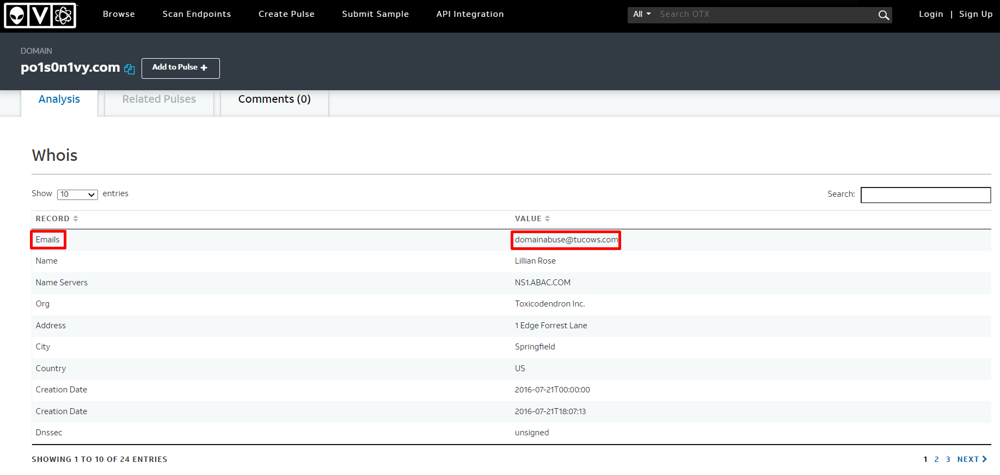 Browse Scan Endpoints Create Pulse Submit Sample API Integration All Search OTX Login | Sign Up
DOMAIN
po1s0n1vy.com Add to Pulse +
Analysis Related Pulses Comments (0)
Whois
Show 10 entries Search:
RECORD VALUE
Emails domainabuse@tucows.com
Name Lillian Rose
Name Servers NS1.ABAC.COM
Org Toxicodendron Inc.
Address 1 Edge Forrest Lane
City Springfield
Country US
Creation Date 2016-07-21T00:00:00
Creation Date 2016-07-21T18:07:13
Dnssec unsigned
SHOWING 1 TO 10 OF 24 ENTRIES 1 2 3 NEXT